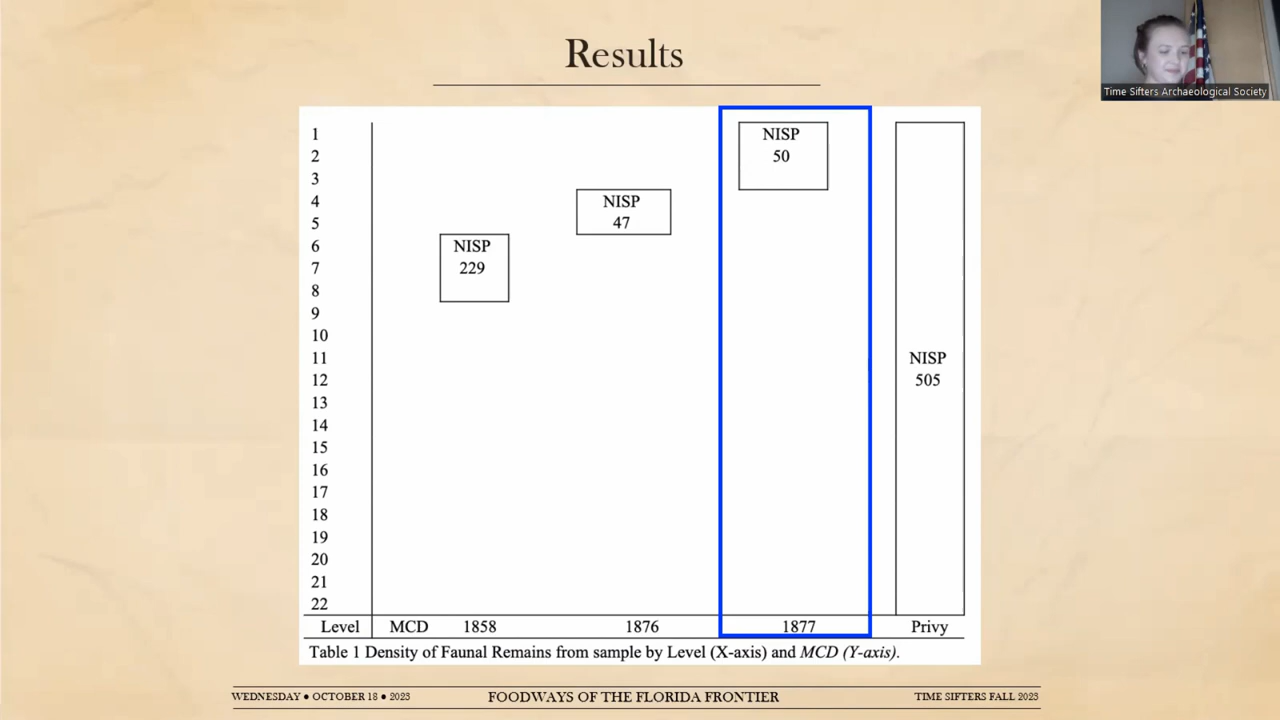 Results
Time Sifters Archaeological Society
1
2
3
4
5
6
7
8
9
10
11
12
13
14
15
16
17
18
19
20
21
22
NISP
229
NISP
47
NISP
50
NISP
505
Level MCD 1858 1876 1877 Privy
Table 1 Density of Faunal Remains from sample by Level (X-axis) and MCD (Y-axis).
WEDNESDAY ● OCTOBER 18 ● 2023 FOODWAYS OF THE FLORIDA FRONTIER TIME SIFTERS FALL 2023